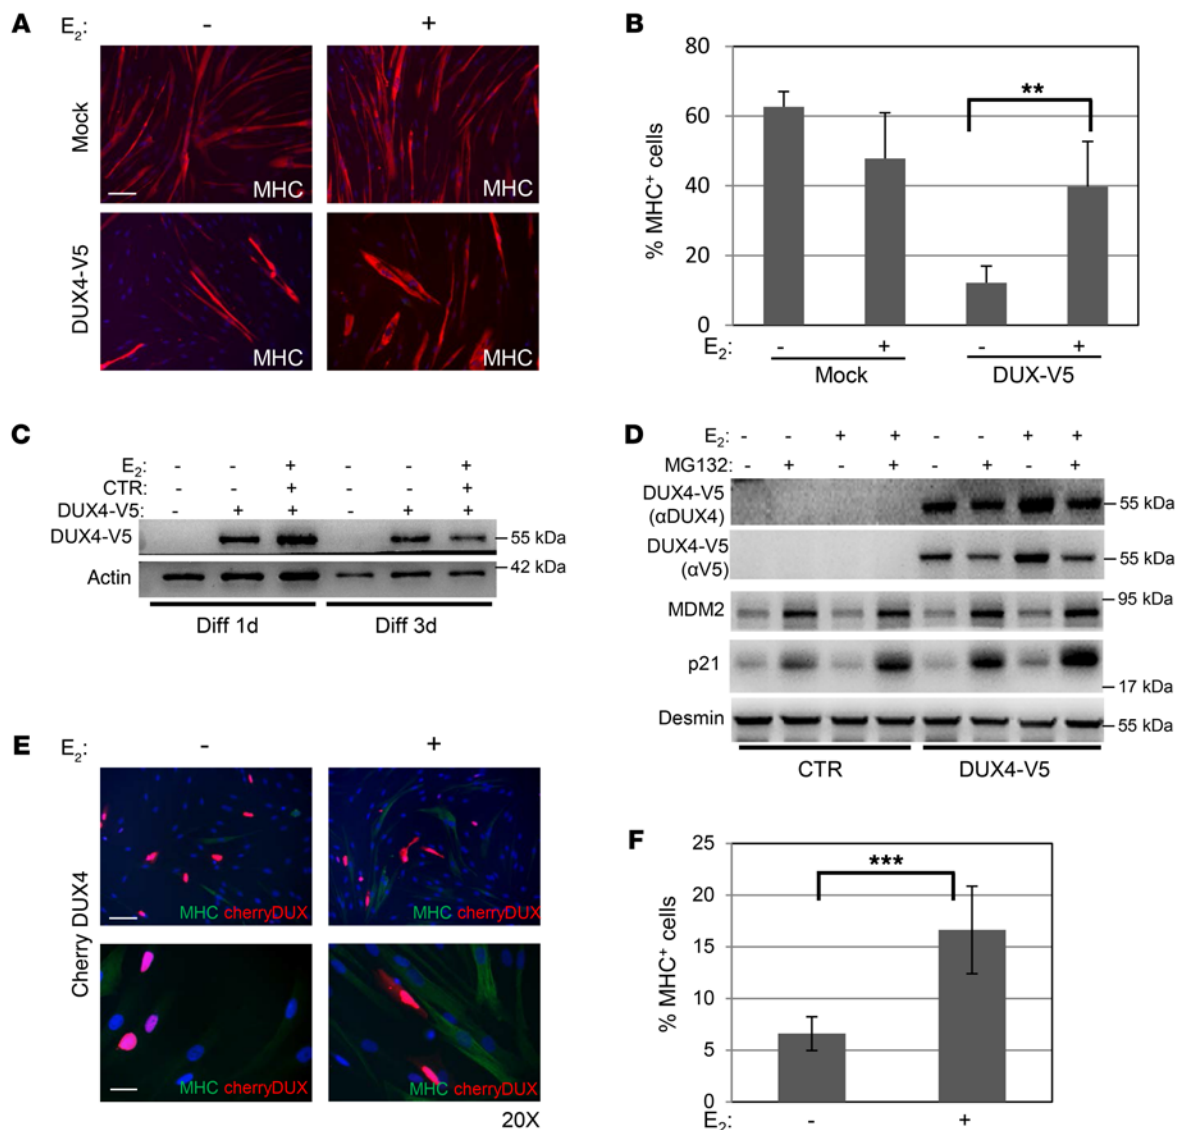 A
E2: - +
Mock
MHC
MHC
DUX4-V5
MHC
MHC
B
80
60
40
20
0
% MHC+ cells
**
E2: - + - +
Mock DUX-V5
C
E2: - - + - - +
CTR: - - + - - +
DUX4-V5: - + + - + +
DUX4-V5
55 kDa
Actin
42 kDa
Diff 1d Diff 3d
D
E2: - - + + - - + +
MG132: - + - + - + - +
DUX4-V5
(αDUX4)
55 kDa
DUX4-V5
(αV5)
55 kDa
MDM2
95 kDa
p21
17 kDa
Desmin
55 kDa
CTR DUX4-V5
E
E2: - +
Cherry DUX4
MHC cherryDUX
MHC cherryDUX
MHC cherryDUX
MHC cherryDUX
20X
F
25
20
15
10
5
0
% MHC+ cells
***
E2: - +